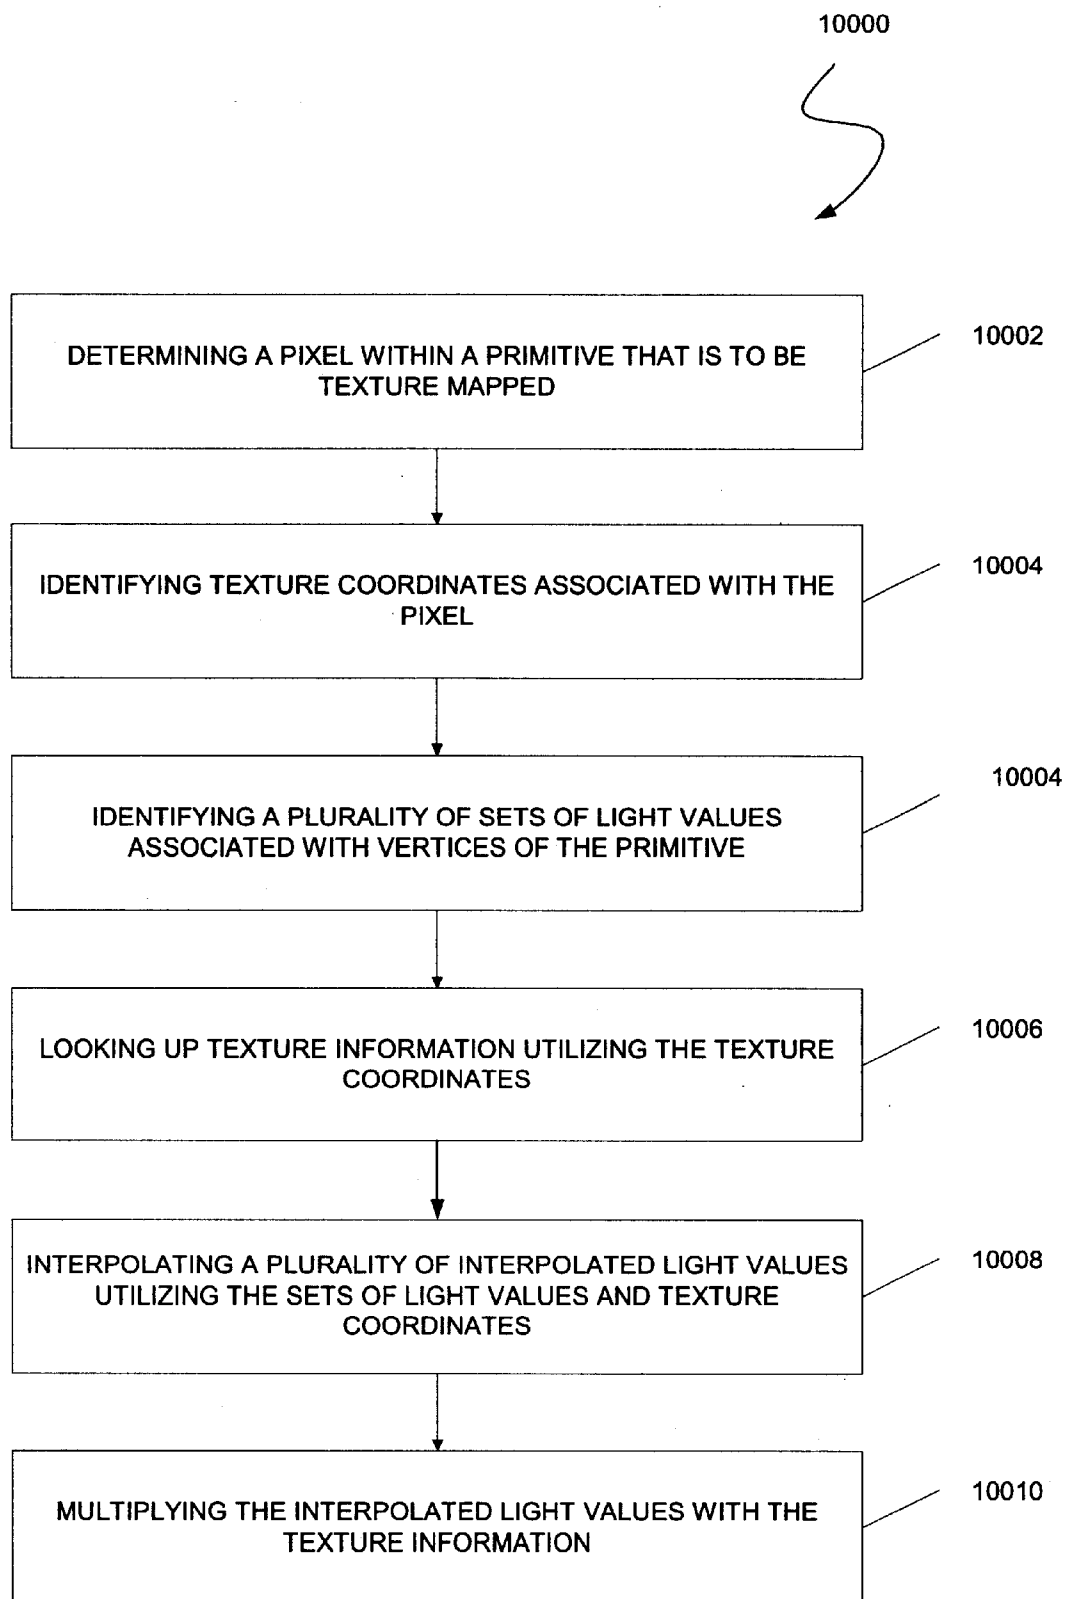 10000
DETERMINING A PIXEL WITHIN A PRIMITIVE THAT IS TO BE
TEXTURE MAPPED
10002
IDENTIFYING TEXTURE COORDINATES ASSOCIATED WITH THE
PIXEL
10004
IDENTIFYING A PLURALITY OF SETS OF LIGHT VALUES
ASSOCIATED WITH VERTICES OF THE PRIMITIVE
10004
LOOKING UP TEXTURE INFORMATION UTILIZING THE TEXTURE
COORDINATES
10006
INTERPOLATING A PLURALITY OF INTERPOLATED LIGHT VALUES
UTILIZING THE SETS OF LIGHT VALUES AND TEXTURE
COORDINATES
10008
MULTIPLYING THE INTERPOLATED LIGHT VALUES WITH THE
TEXTURE INFORMATION
10010